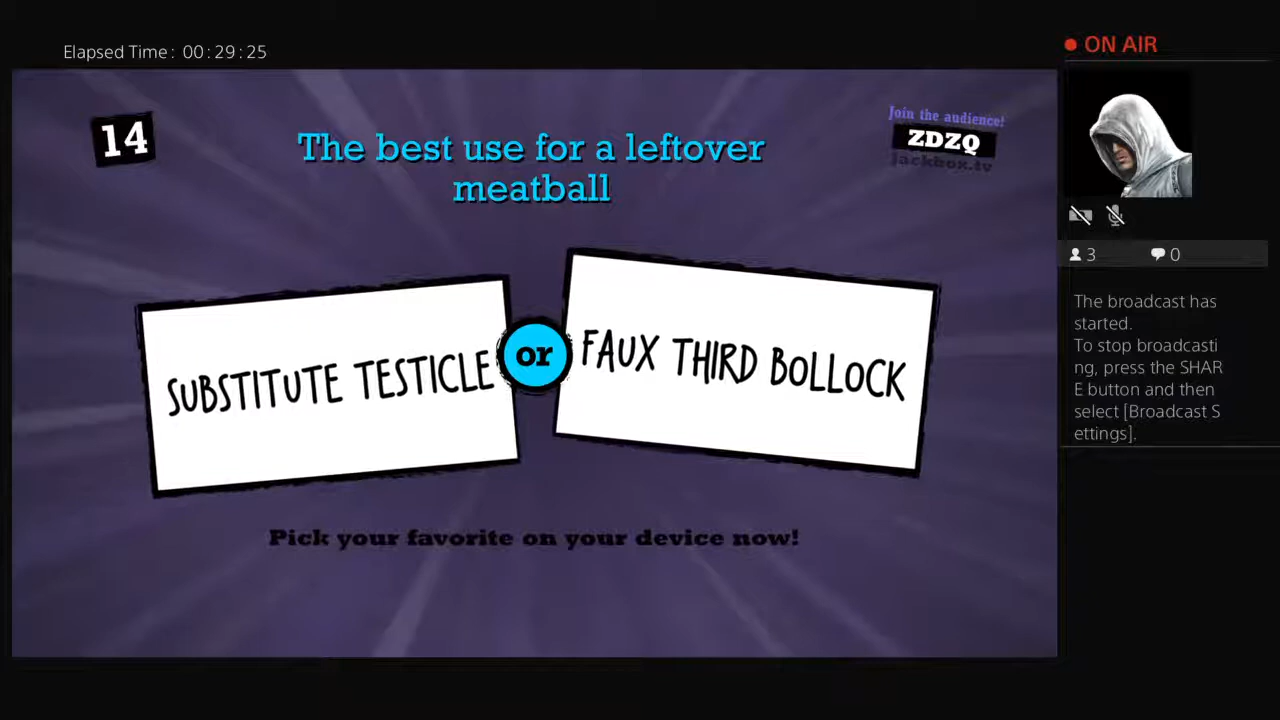 Elapsed Time: 00:29:25
ON AIR
14
The best use for a leftover
meatball
Join the audience!
ZDZQ
jackbox.tv
SUBSTITUTE TESTICLE
or
FAUX THIRD BOLLOCK
Pick your favorite on your device now!
3
0
The broadcast has
started.
To stop broadcasti
ng, press the SHAR
E button and then
select [Broadcast S
ettings].